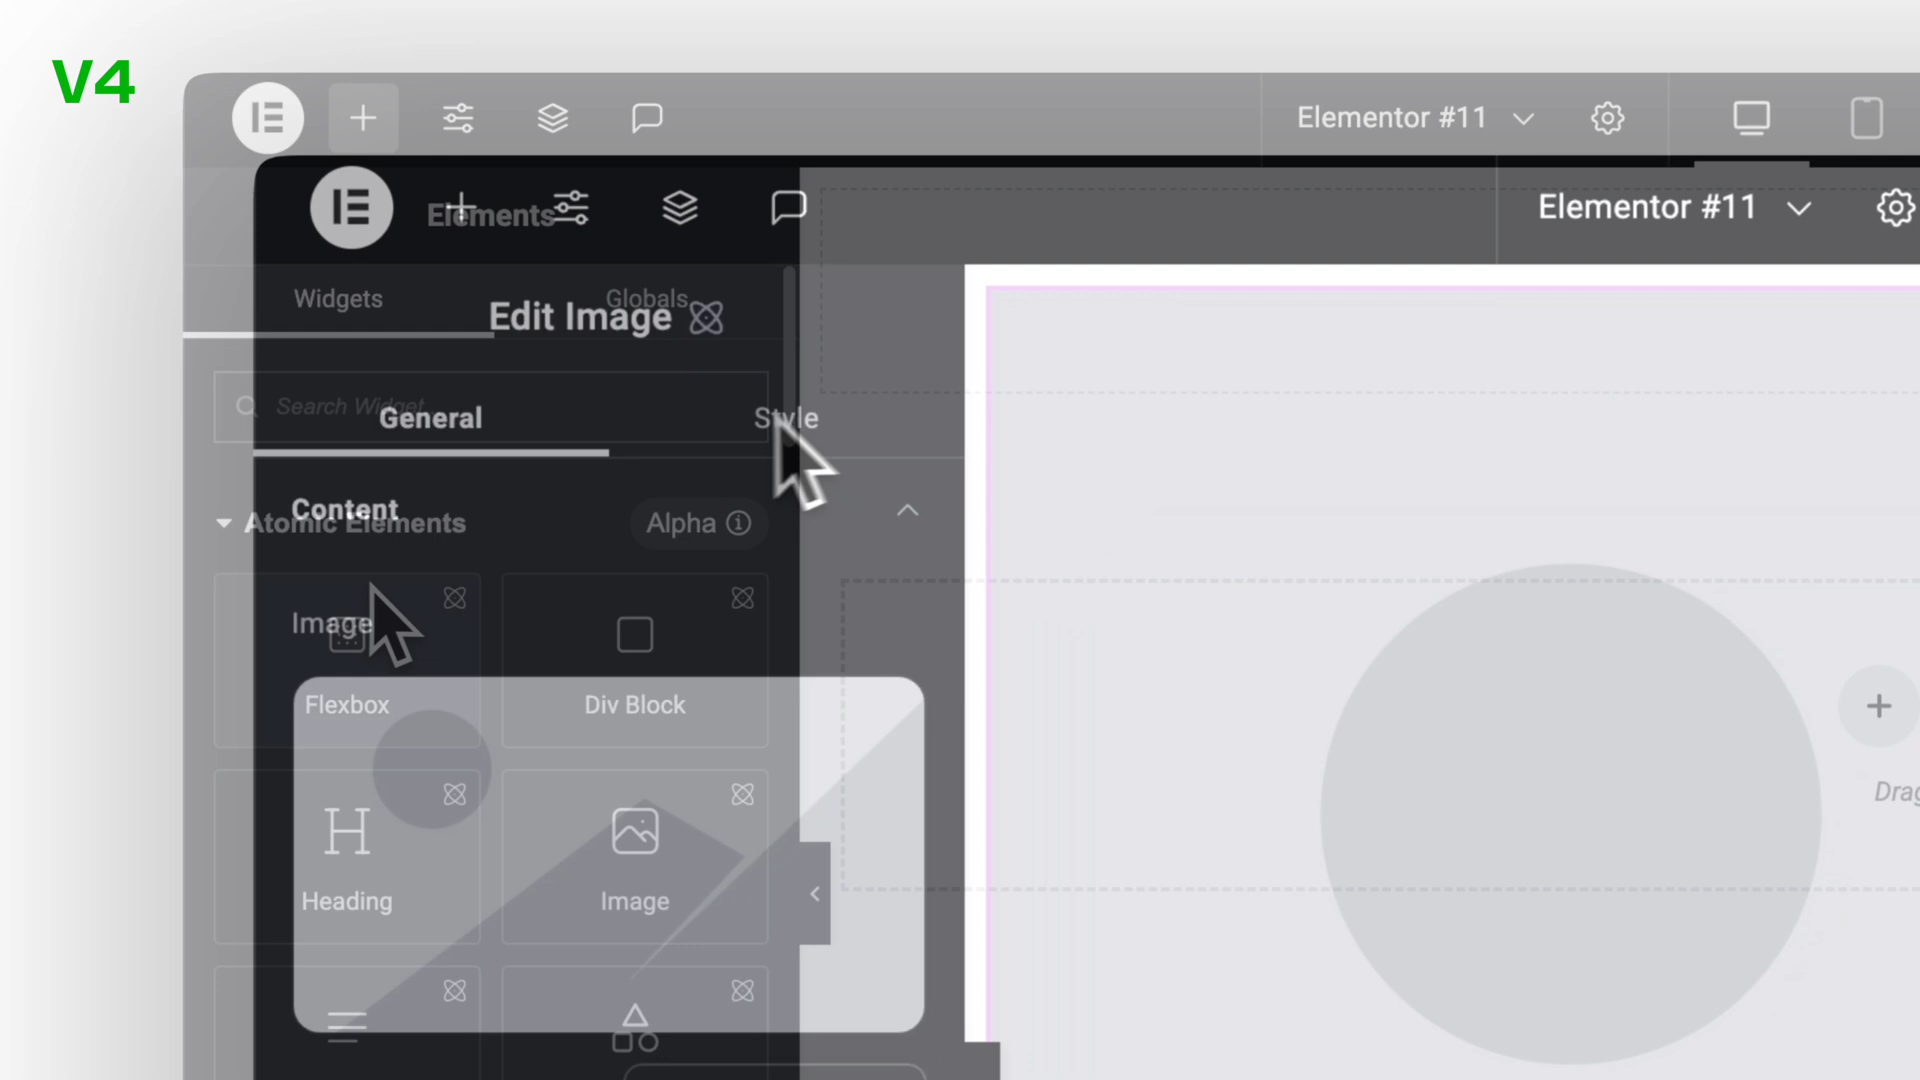 V4
Elementor #11
Elements
Elementor #11
Widgets
Globals
Edit Image
Search Widget
General
Style
Content
Atomic Elements
Alpha
Image
Flexbox
Div Block
Drag
Heading
Image